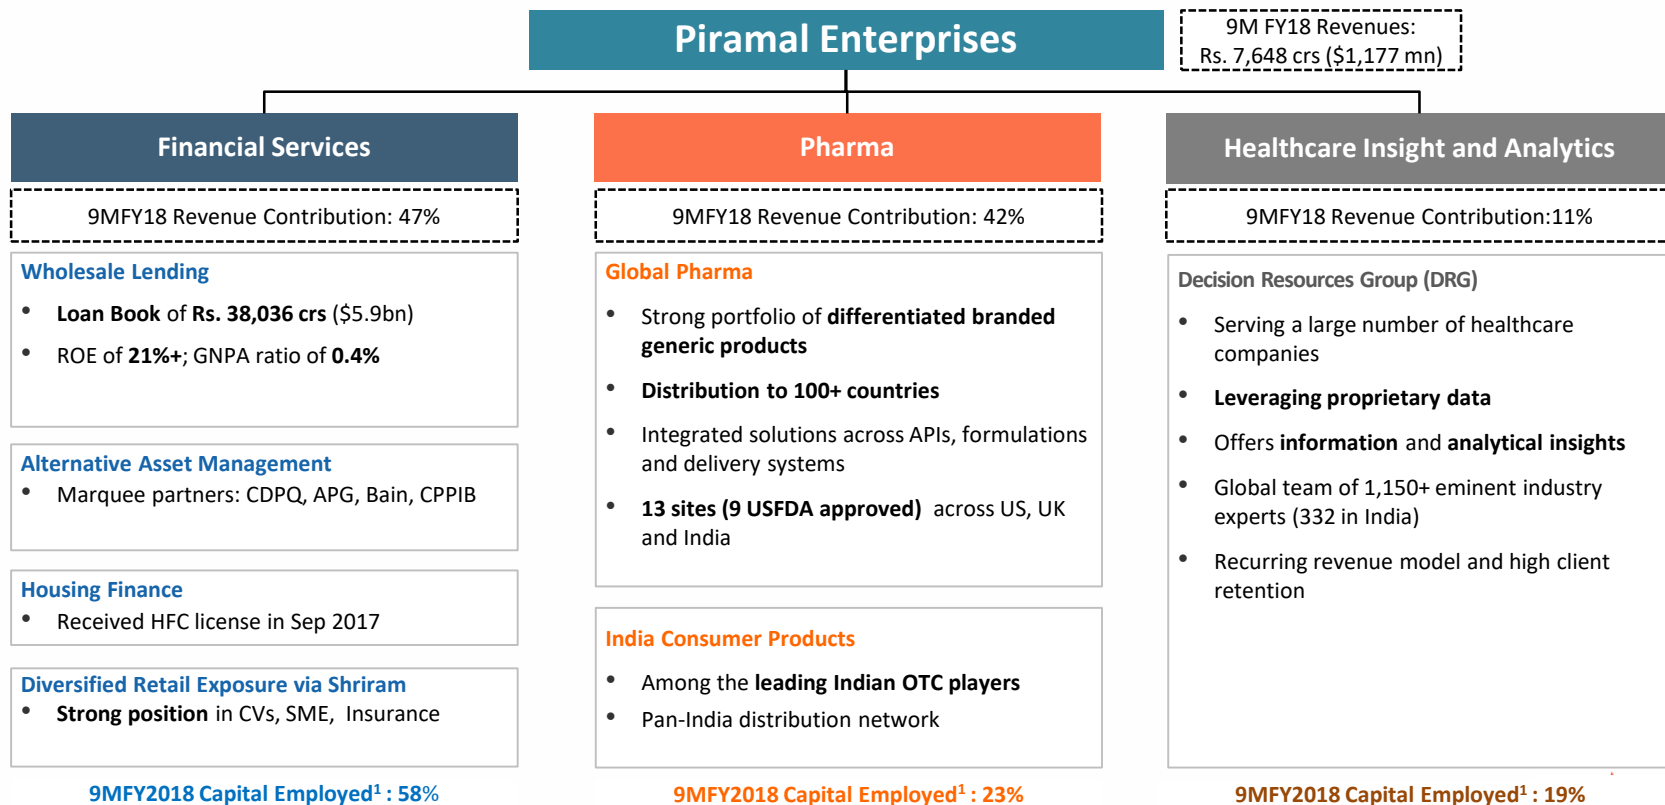 Piramal Enterprises
9M FY18 Revenues:
Rs. 7,648 crs ($1,177 mn)
Financial Services
9MFY18 Revenue Contribution: 47%
Wholesale Lending
• Loan Book of Rs. 38,036 crs ($5.9bn)
• ROE of 21%+; GNPA ratio of 0.4%
Alternative Asset Management
• Marquee partners: CDPQ, APG, Bain, CPPIB
Housing Finance
• Received HFC license in Sep 2017
Diversified Retail Exposure via Shriram
• Strong position in CVs, SME, Insurance
9MFY2018 Capital Employed¹ : 58%
Pharma
9MFY18 Revenue Contribution: 42%
Global Pharma
• Strong portfolio of differentiated branded
generic products
• Distribution to 100+ countries
• Integrated solutions across APIs, formulations
and delivery systems
• 13 sites (9 USFDA approved) across US, UK
and India
India Consumer Products
• Among the leading Indian OTC players
• Pan-India distribution network
9MFY2018 Capital Employed¹ : 23%
Healthcare Insight and Analytics
9MFY18 Revenue Contribution:11%
Decision Resources Group (DRG)
• Serving a large number of healthcare
companies
• Leveraging proprietary data
• Offers information and analytical insights
• Global team of 1,150+ eminent industry
experts (332 in India)
• Recurring revenue model and high client
retention
9MFY2018 Capital Employed¹ : 19%